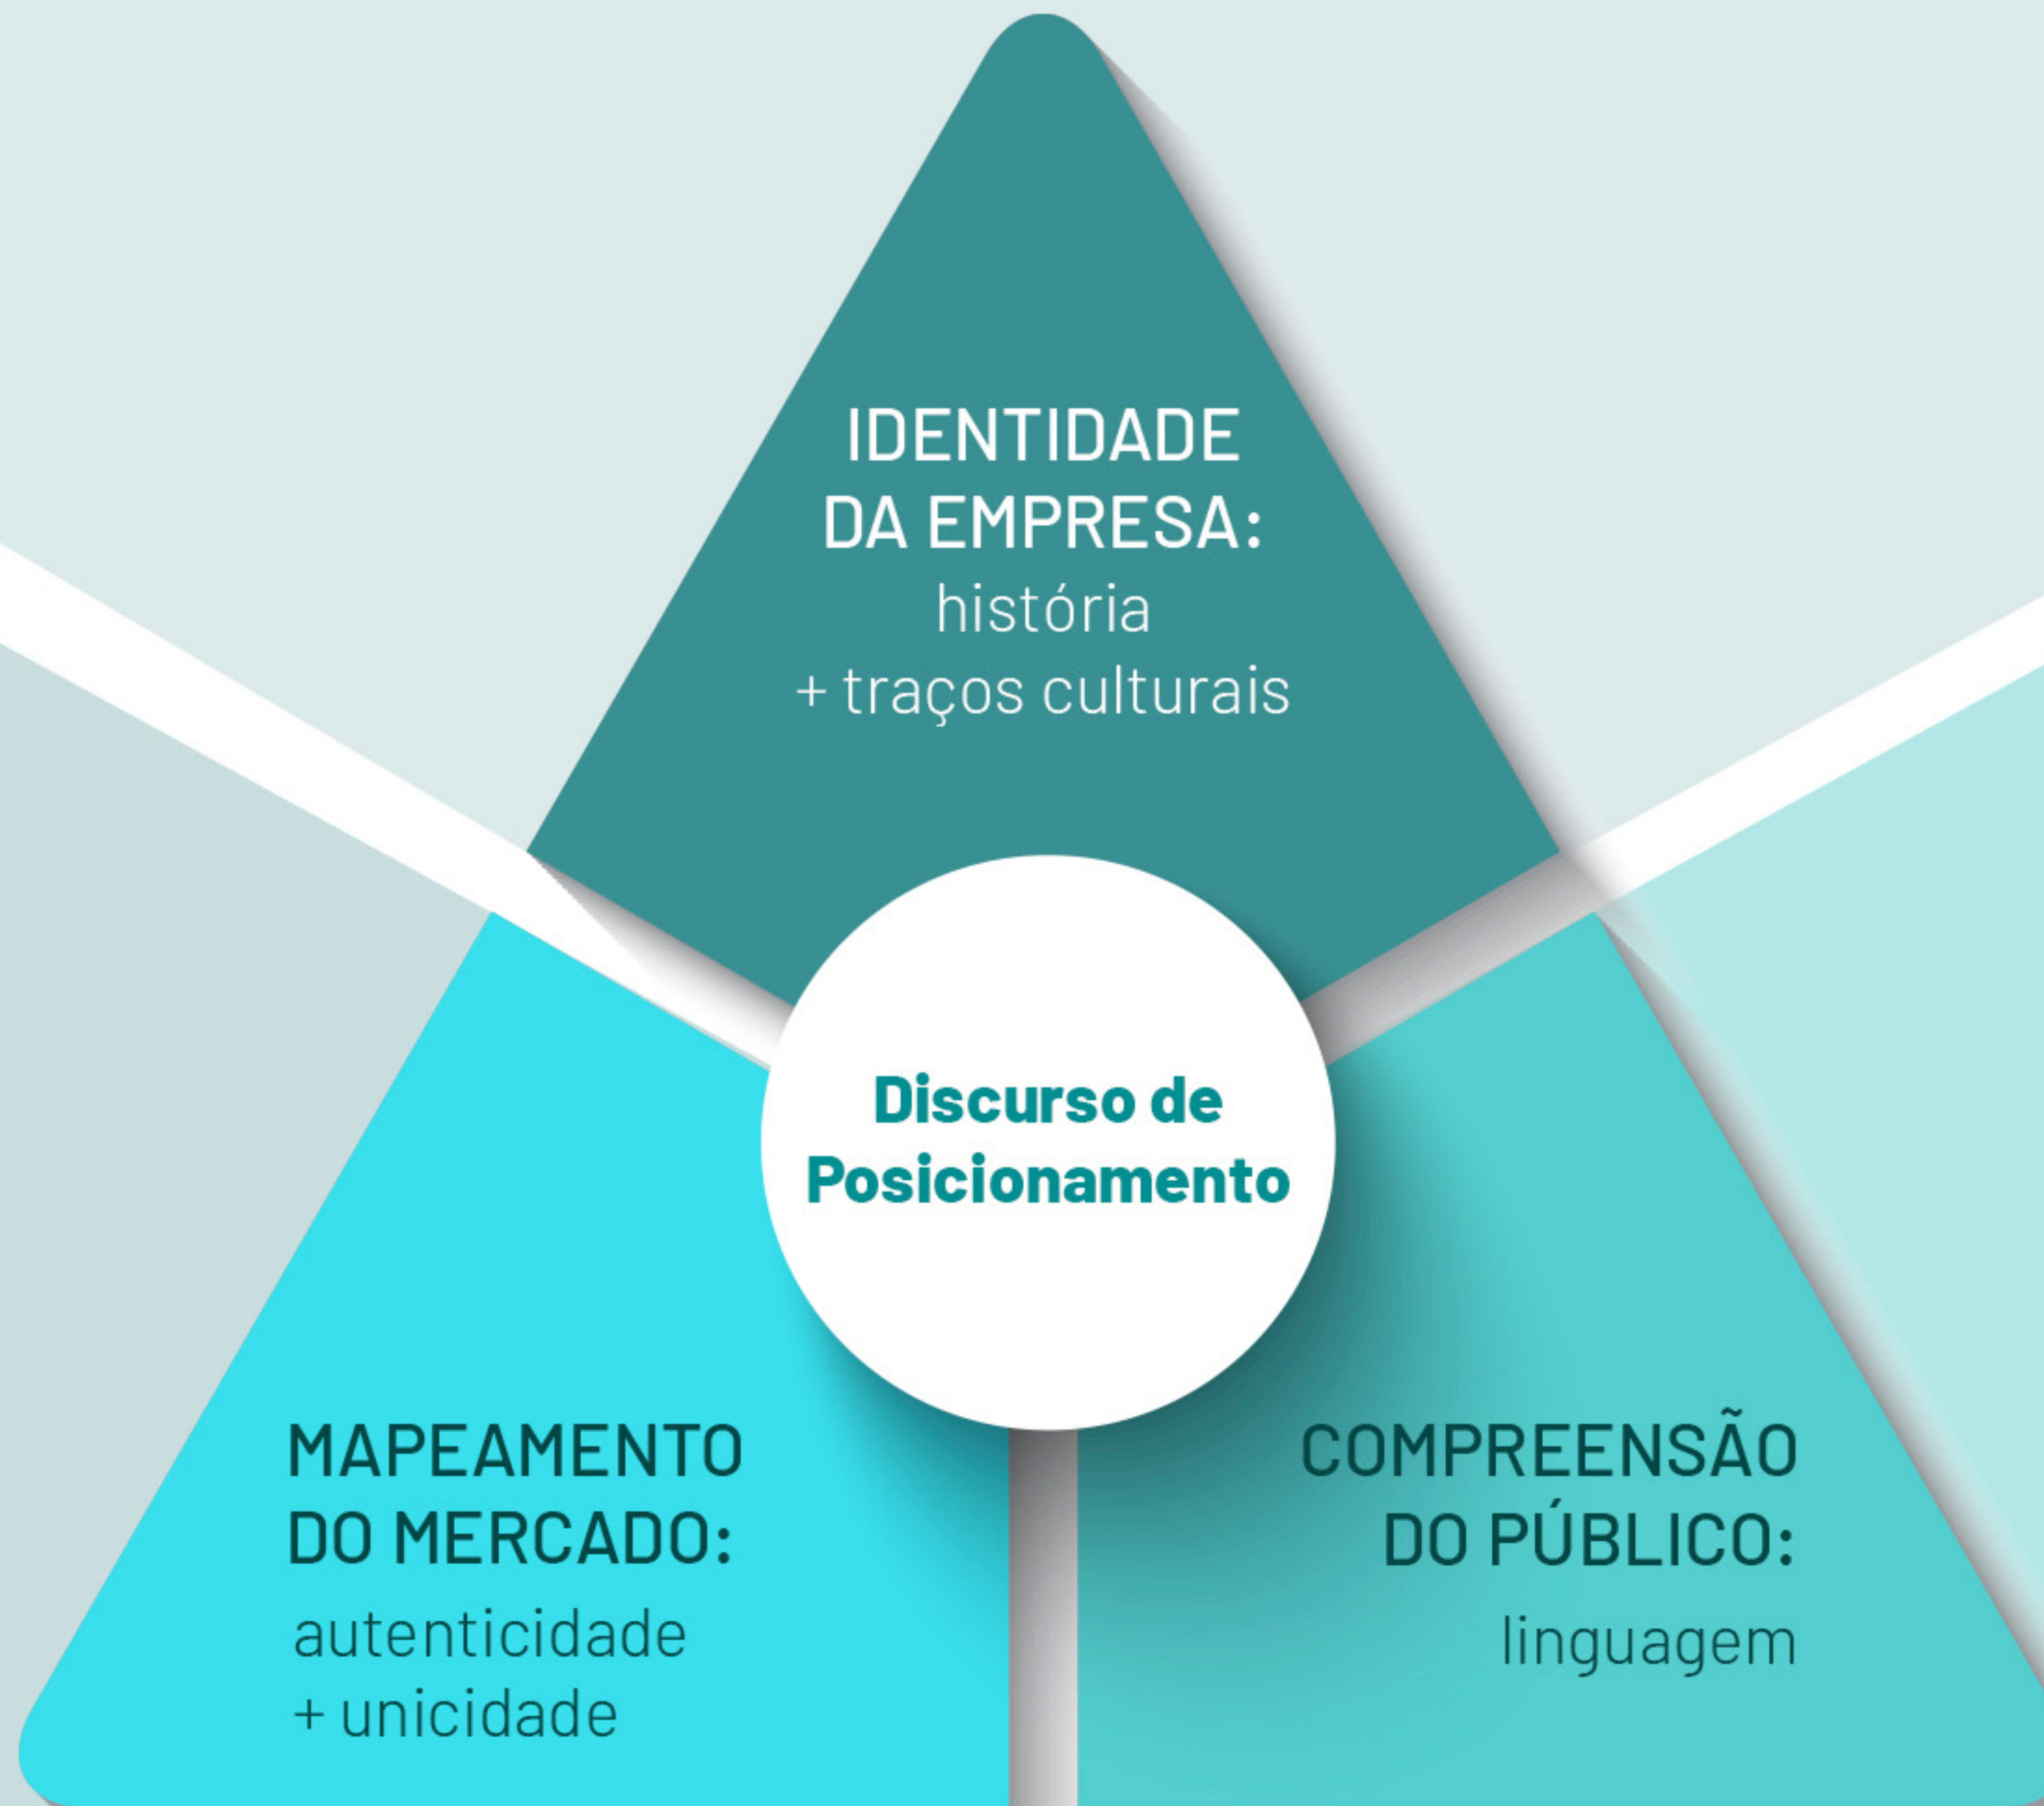 IDENTIDADE
DA EMPRESA:
história
+ traços culturais
Discurso de
Posicionamento
MAPEAMENTO
DO MERCADO:
autenticidade
+ unicidade
COMPREENSÃO
DO PÚBLICO:
linguagem